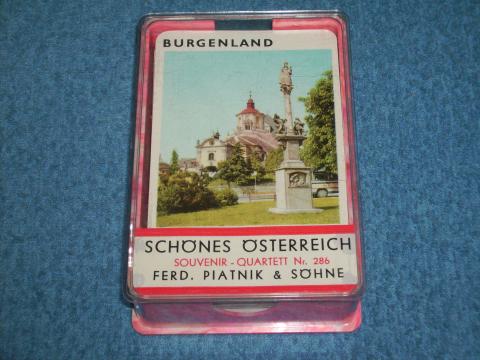 BURGENLAND
SCHÖNES ÖSTERREICH
SOUVENIR - QUARTETT Nr. 286
FERD. PIATNIK & SÖHNE